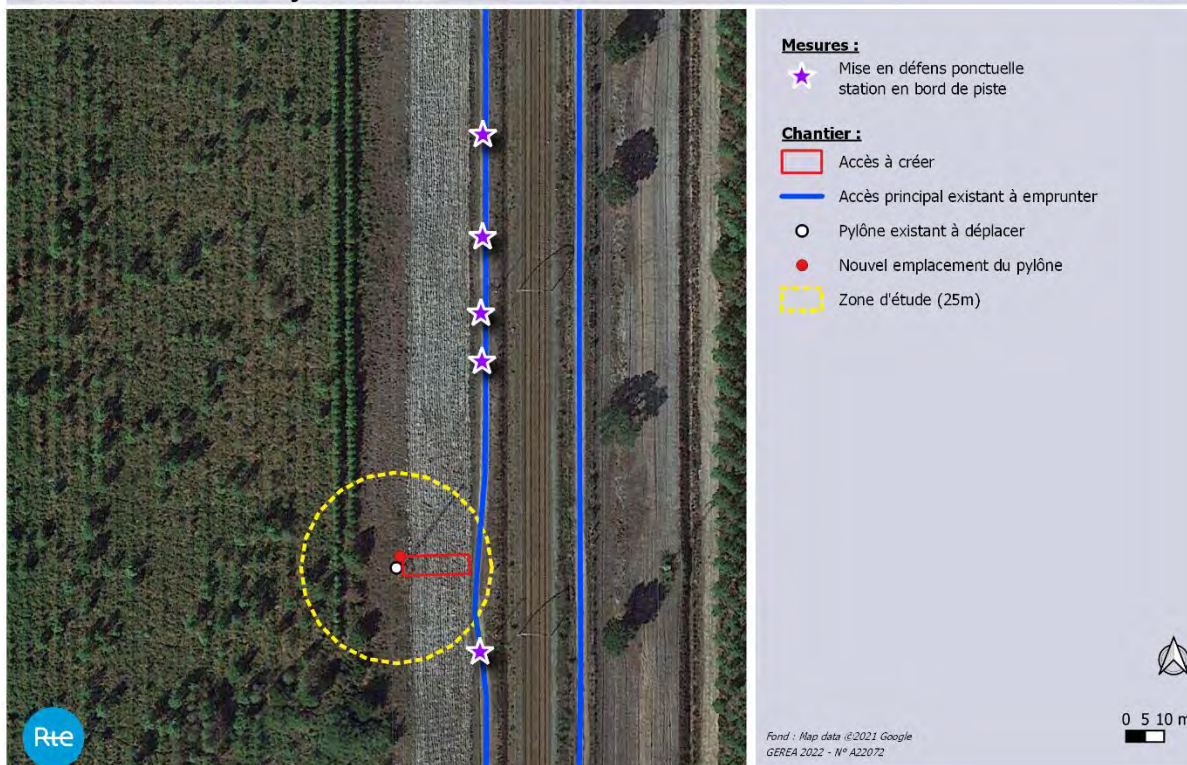 Mesures :
Mise en défens ponctuelle
station en bord de piste
Chantier :
Accès à créer
Accès principal existant à emprunter
Pylône existant à déplacer
Nouvel emplacement du pylône
Zone d'étude (25m)
Rte
0 5 10 m
Fond : Map data ©2021 Google
GEREA 2022 - N° A22072